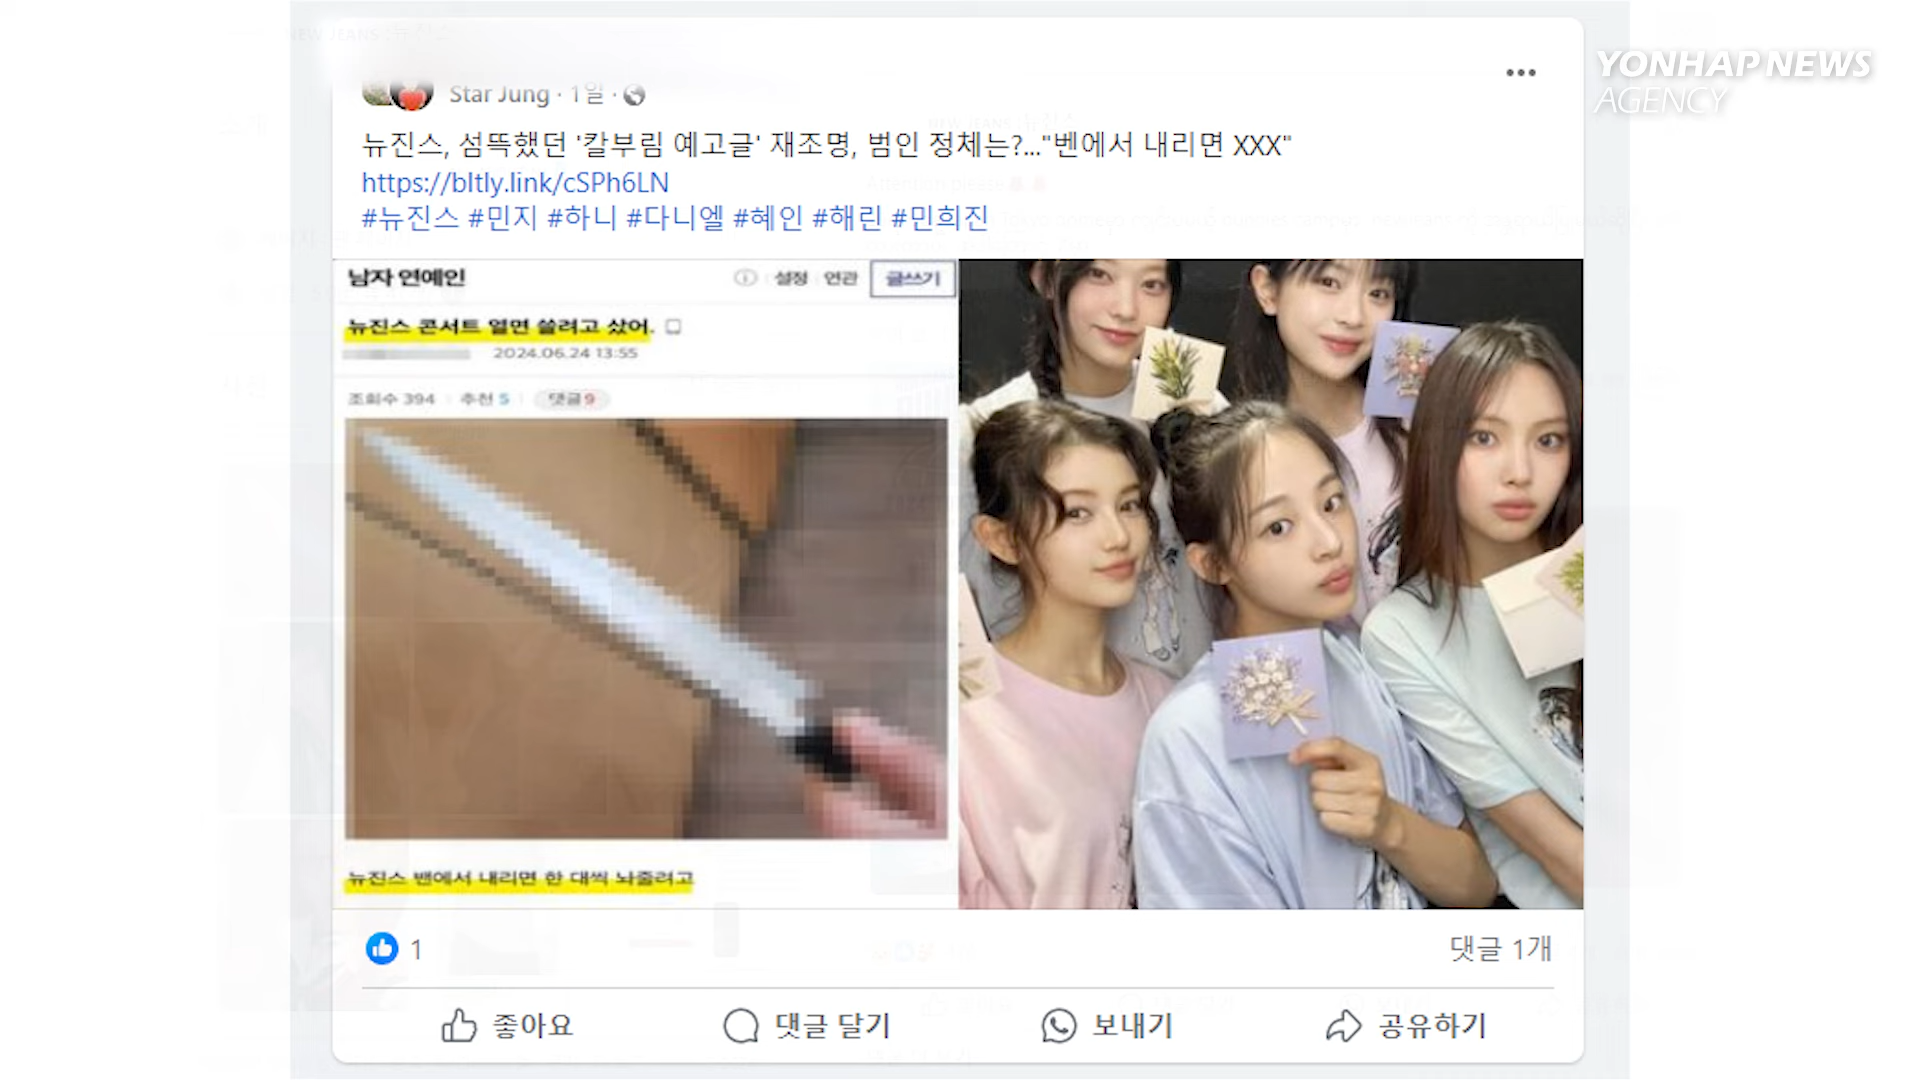 YONHAP NEWS
AGENCY
Star Jung · 1일 ·
뉴진스, 섬뜩했던 '칼부림 예고글' 재조명, 범인 정체는?..."벤에서 내리면 XXX"
https://bltly.link/cSPh6LN
#뉴진스 #민지 #하니 #다니엘 #혜인 #해린 #민희진
남자 연예인
설정 연관 글쓰기
뉴진스 콘서트 열면 쓸려고 샀어.
2024.06.24 13:55
조회수 394 추천 5 댓글 9
뉴진스 밴에서 내리면 한 대씩 놔줄려고
1
댓글 1개
좋아요 댓글 달기 보내기 공유하기